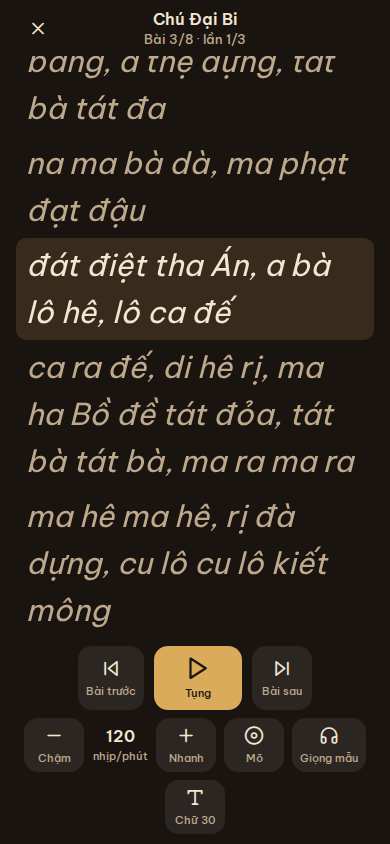 Chú Đại Bi
Bài 3/8 · lần 1/3
bà tát đa
na ma bà dà, ma phạt
đạt đậu
đát điệt tha Án, a bà
lô hê, lô ca đế
ca ra đế, di hê rị, ma
ha Bồ đề tát đỏa, tát
bà tát bà, ma ra ma ra
ma hê ma hê, rị đà
dựng, cu lô cu lô kiết
mông
Bài trước
Tụng
Bài sau
Chậm
120
nhịp/phút
Nhanh
Mõ
Giọng mẫu
Chữ 30